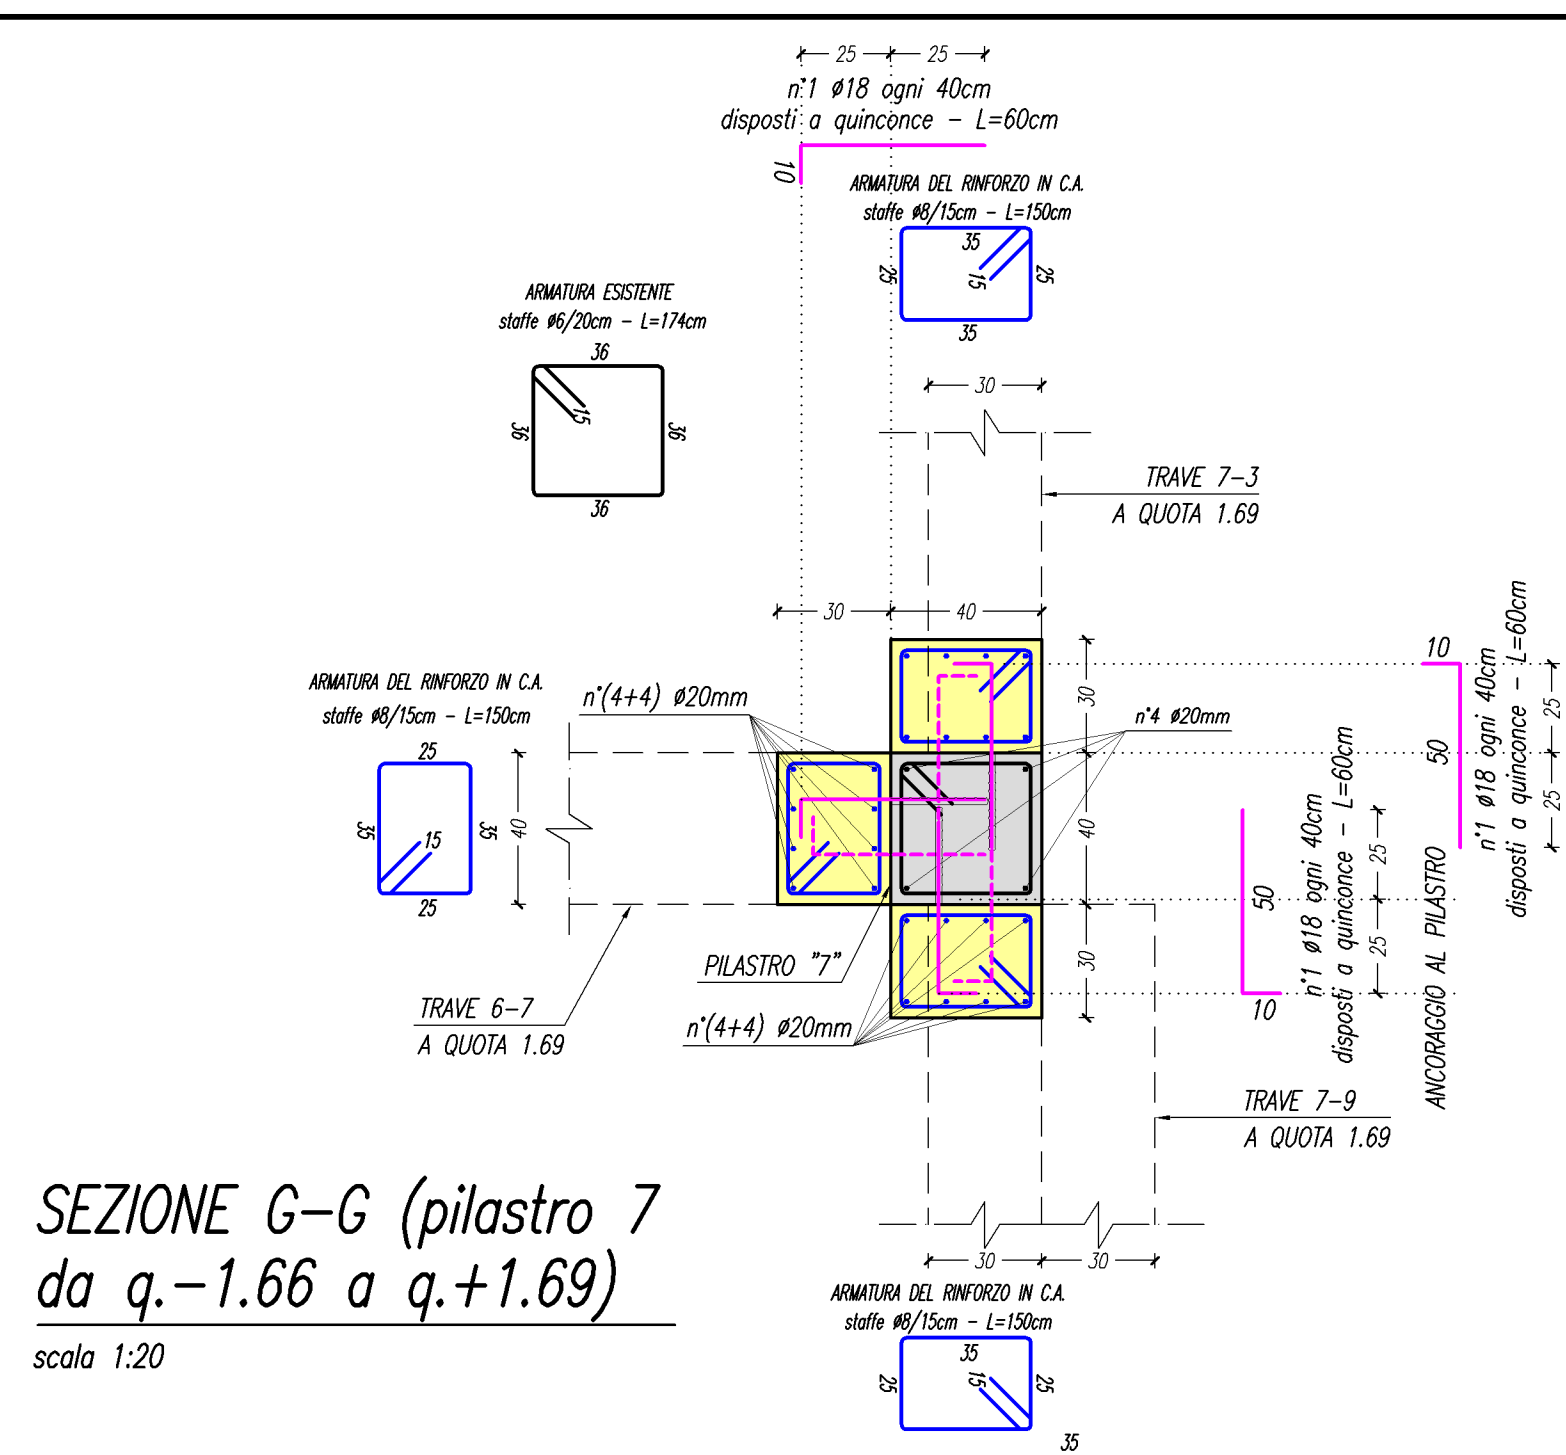 25 25
n°1 ø18 ogni 40cm
disposti a quinconce – L=60cm
10
ARMATURA DEL RINFORZO IN C.A.
staffe ø8/15cm – L=150cm
35
25 15 25
35
ARMATURA ESISTENTE
staffe ø6/20cm – L=174cm
36
36 15 36
36
30
TRAVE 7–3
A QUOTA 1.69
30 40
ARMATURA DEL RINFORZO IN C.A.
staffe ø8/15cm – L=150cm
25
35 15 35
25
40
n°(4+4) ø20mm
n°4 ø20mm
30
40
30
10
50
n°1 ø18 ogni 40cm
disposti a quinconce – L=60cm
25
25
50
10
n°1 ø18 ogni 40cm
disposti a quinconce – L=60cm
25
25
ANCORAGGIO AL PILASTRO
PILASTRO "7"
TRAVE 6–7
A QUOTA 1.69
n°(4+4) ø20mm
TRAVE 7–9
A QUOTA 1.69
30 30
ARMATURA DEL RINFORZO IN C.A.
staffe ø8/15cm – L=150cm
35
25 15 25
35
SEZIONE G–G (pilastro 7
da q.–1.66 a q.+1.69)
scala 1:20